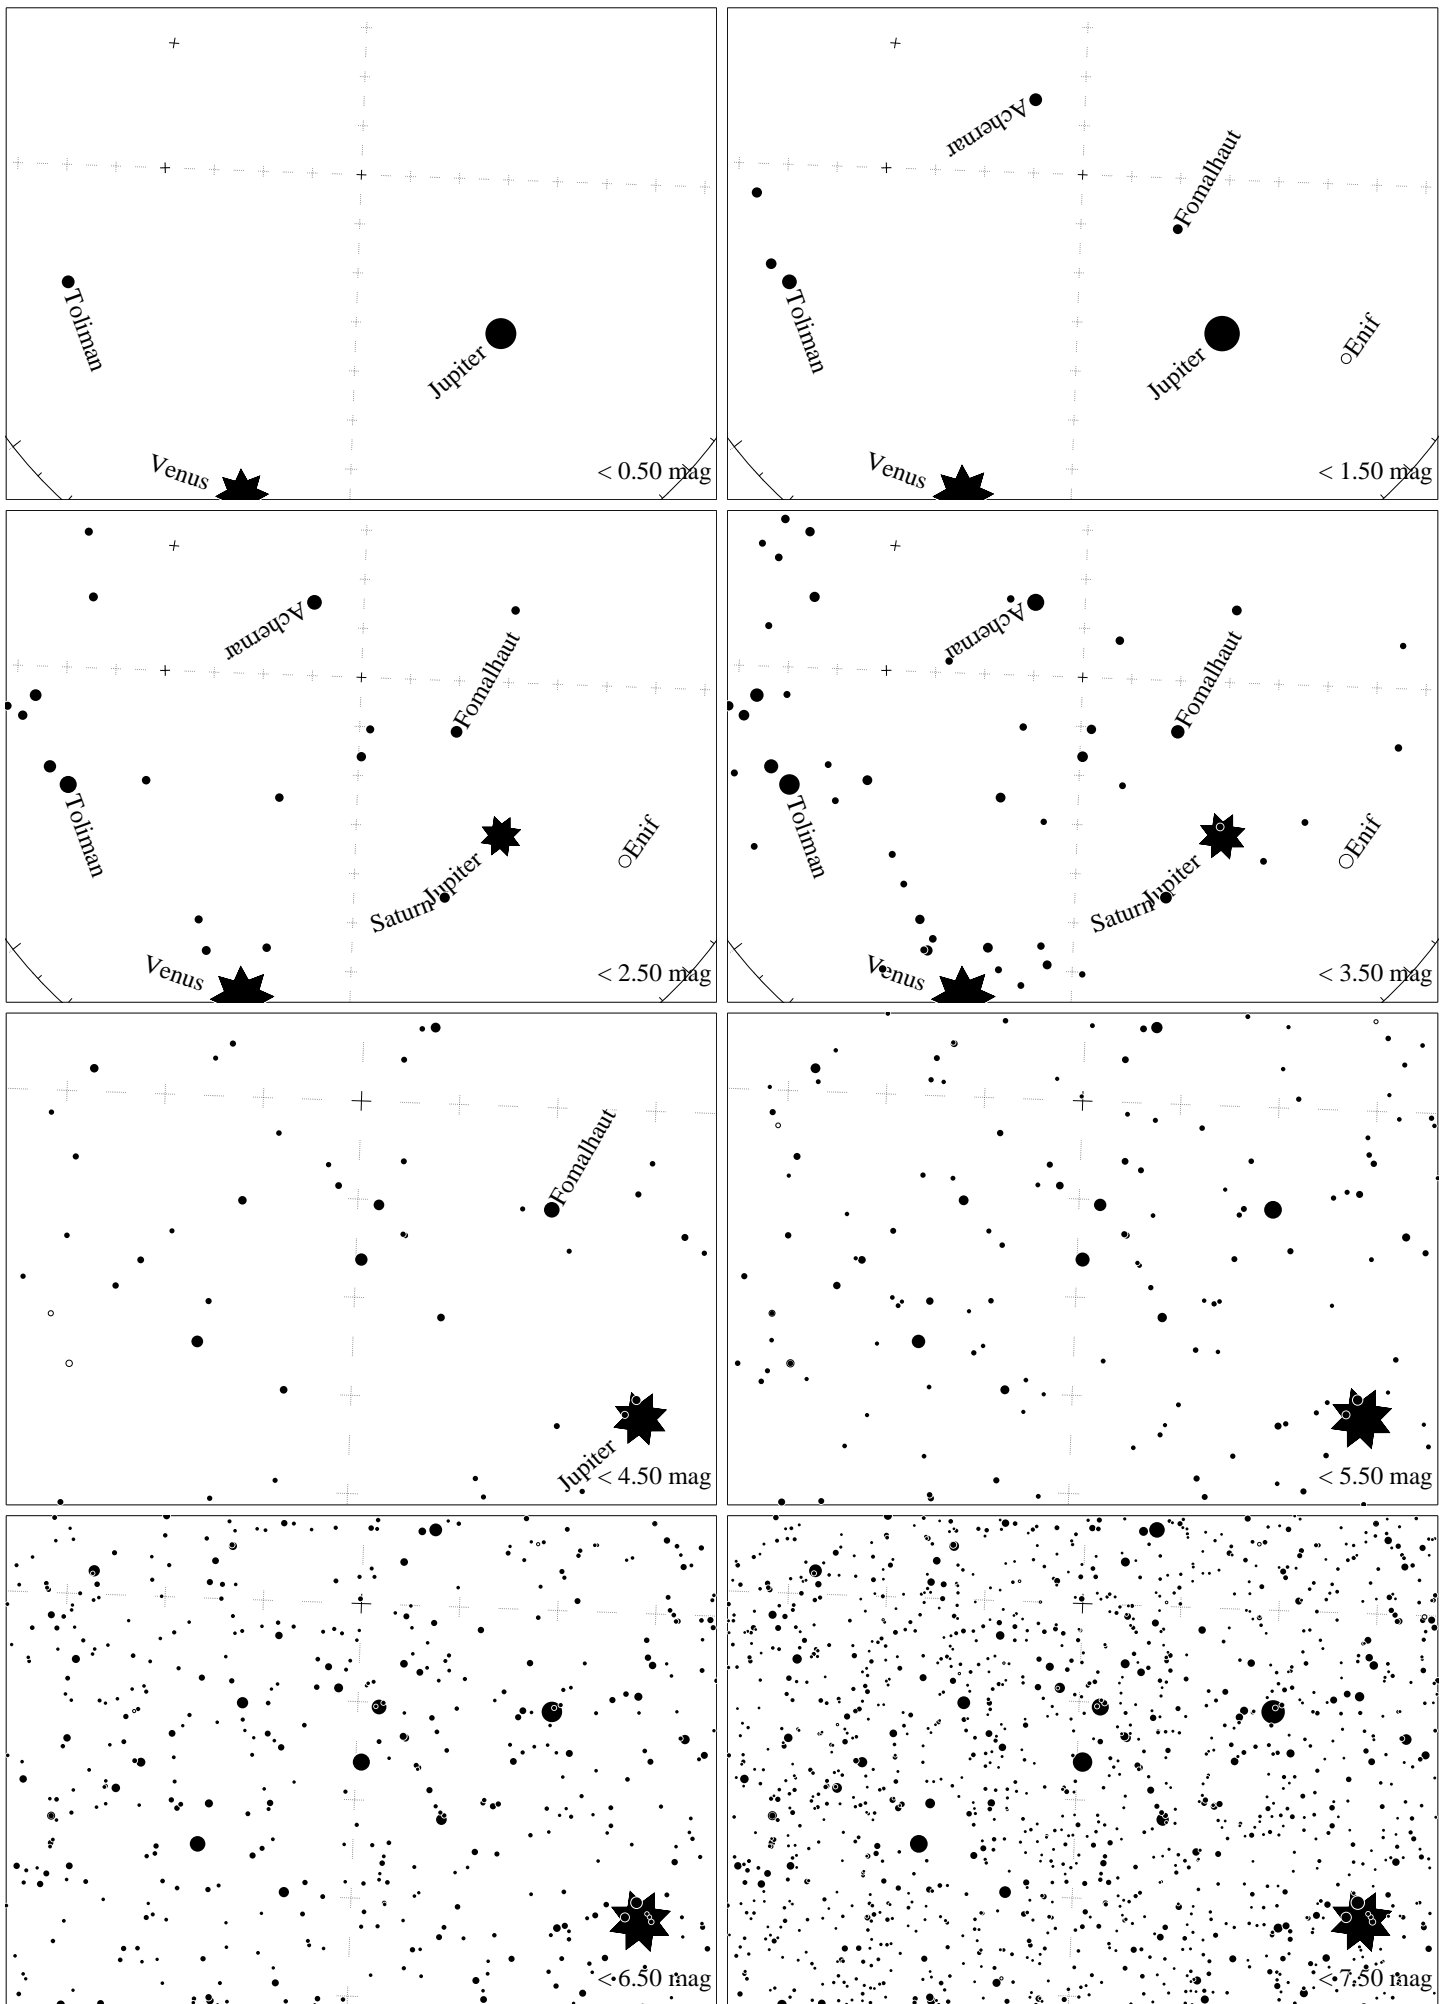 Toliman
Jupiter
Venus
< 0.50 mag
Achernar
Fomalhaut
Toliman
Jupiter
Enif
Venus
< 1.50 mag
Achernar
Fomalhaut
Toliman
Jupiter
Enif
Saturn
Venus
< 2.50 mag
Achernar
Fomalhaut
Toliman
Jupiter
Enif
Saturn
Venus
< 3.50 mag
Fomalhaut
Jupiter
< 4.50 mag
< 5.50 mag
< 6.50 mag
< 7.50 mag